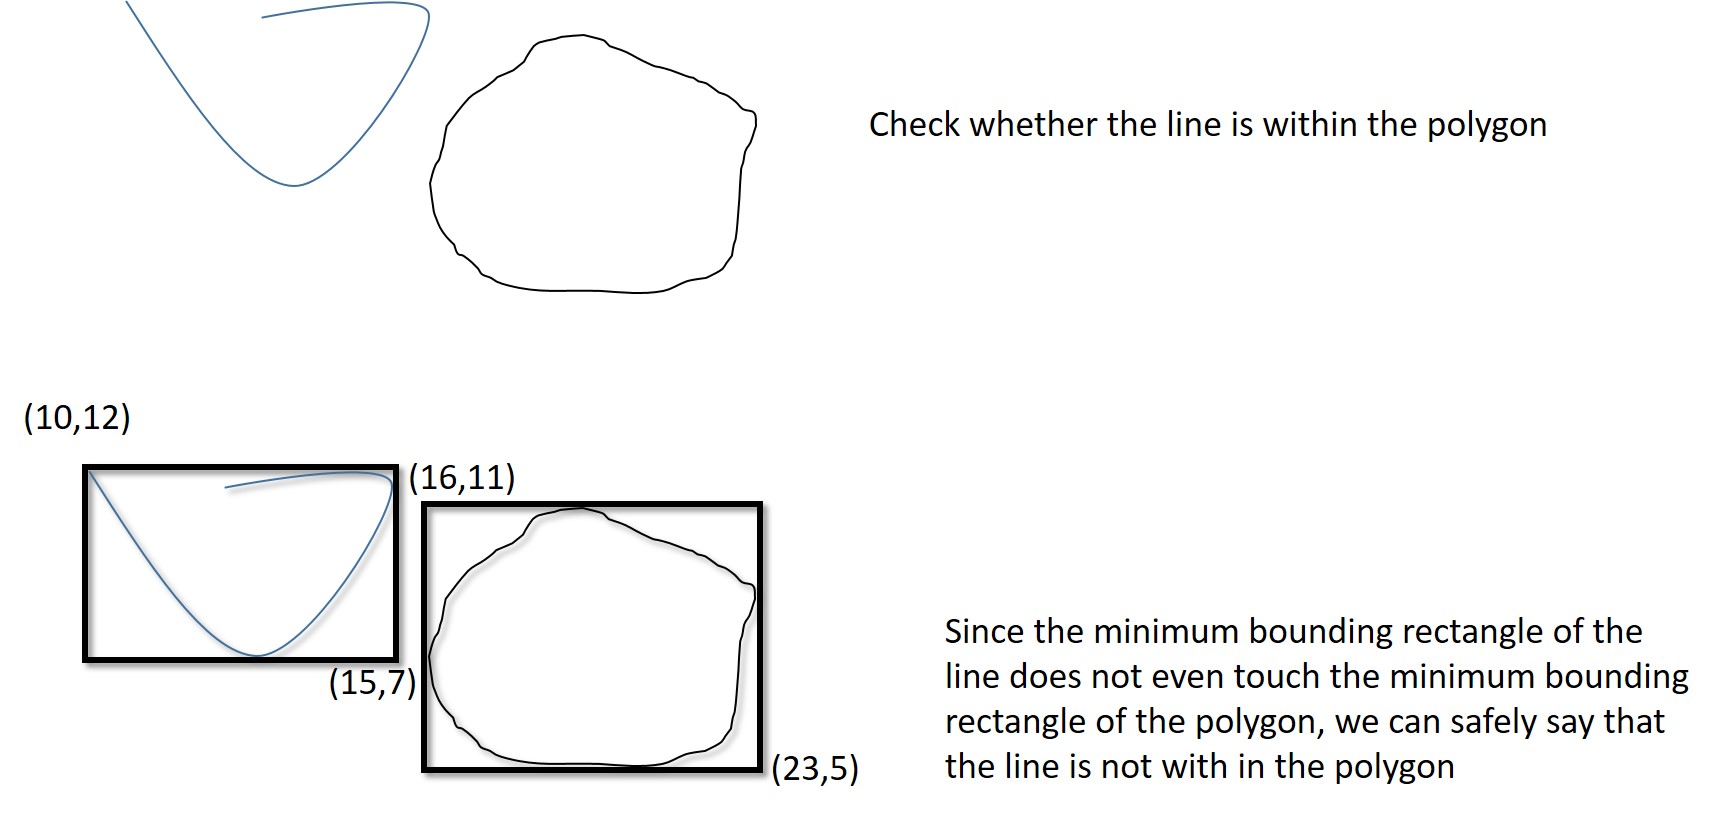 Check whether the line is within the polygon
(10,12)
(16,11)
(15,7)
Since the minimum bounding rectangle of the
line does not even touch the minimum bounding
rectangle of the polygon, we can safely say that
the line is not with in the polygon
(23,5)